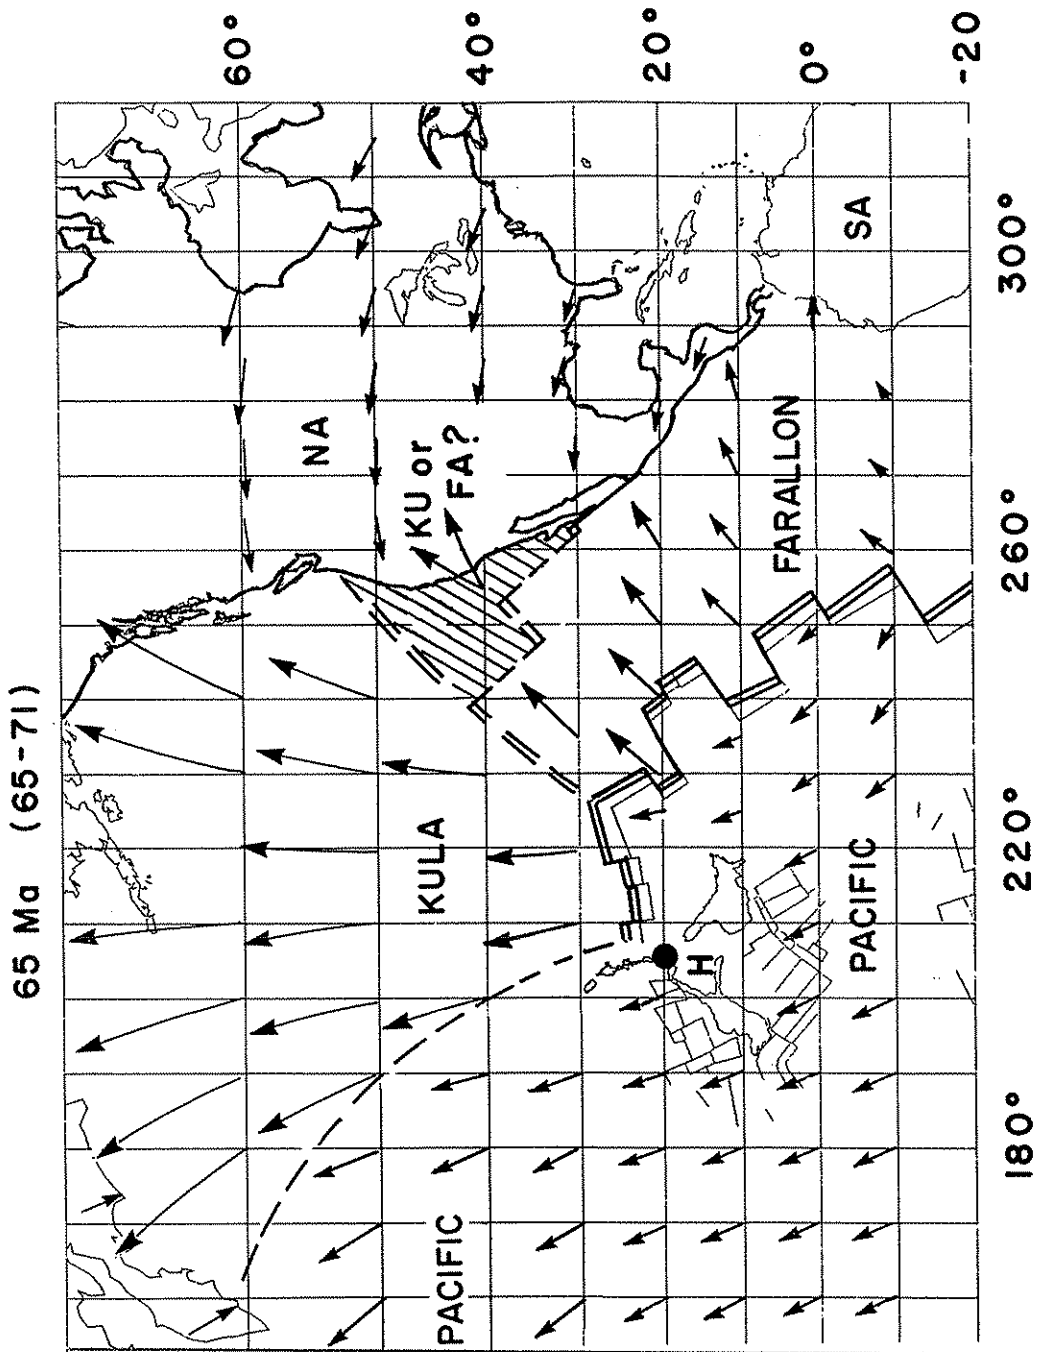 65 Ma (65-71)
60°
40°
20°
0°
-20
180°
220°
260°
300°
NA
KU or
FA?
KULA
FARALLON
SA
PACIFIC
PACIFIC
H